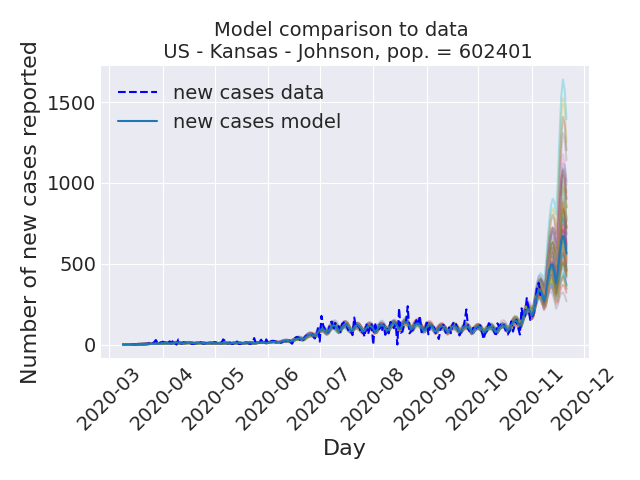 Model comparison to data
US - Kansas - Johnson, pop. = 602401
Number of new cases reported
1500
1000
500
0
new cases data
new cases model
2020-03
2020-04
2020-05
2020-06
2020-07
2020-08
2020-09
2020-10
2020-11
2020-12
Day